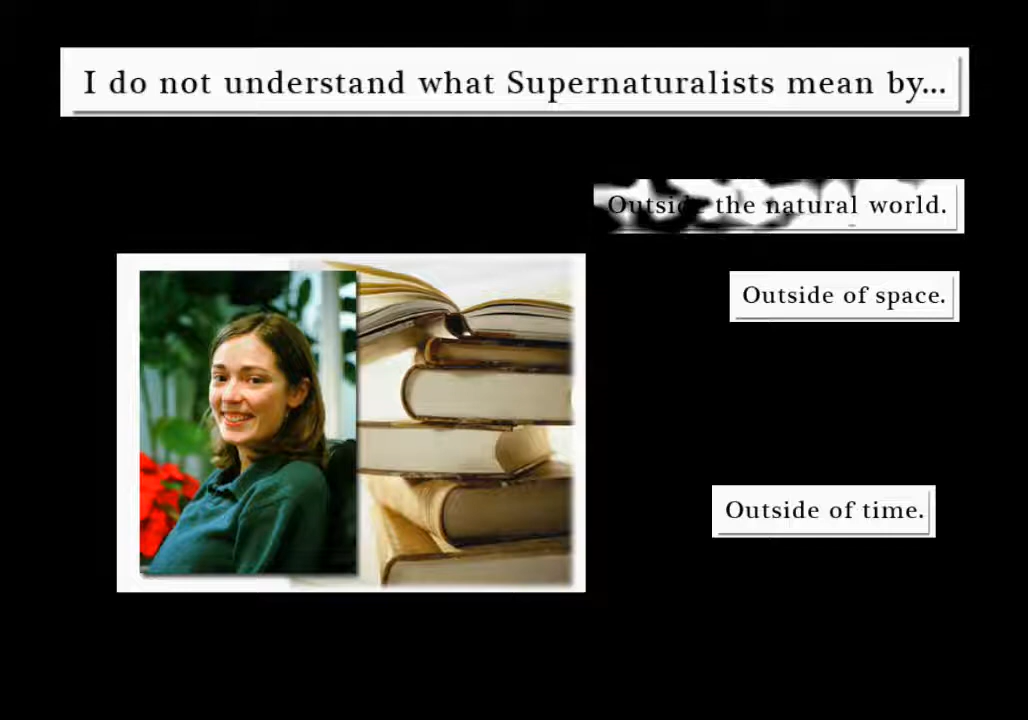 I do not understand what Supernaturalists mean by...
Outside the natural world.
Outside of space.
Outside of time.